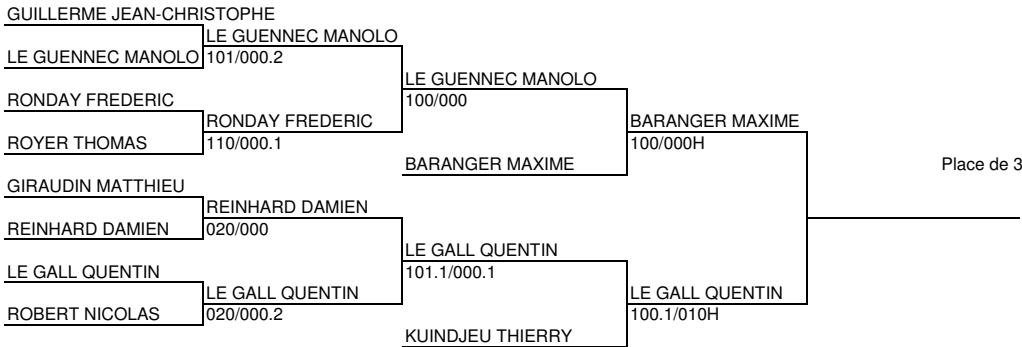 GUILLERME JEAN-CHRISTOPHE
LE GUENNEC MANOLO
LE GUENNEC MANOLO
101/000.2
LE GUENNEC MANOLO
100/000
RONDAY FREDERIC
RONDAY FREDERIC
110/000.1
BARANGER MAXIME
100/000H
ROYER THOMAS
BARANGER MAXIME
Place de 3
GIRAUDIN MATTHIEU
REINHARD DAMIEN
REINHARD DAMIEN
020/000
LE GALL QUENTIN
101.1/000.1
LE GALL QUENTIN
LE GALL QUENTIN
020/000.2
LE GALL QUENTIN
100.1/010H
ROBERT NICOLAS
KUINDJEU THIERRY